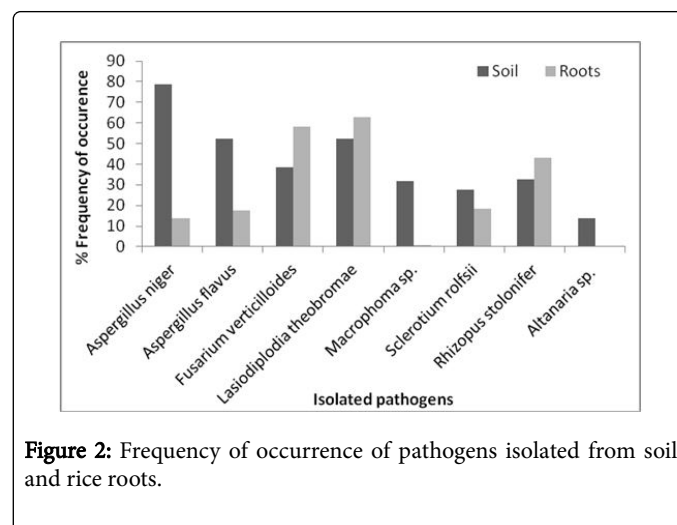 90
80
70
60
50
40
30
20
10
0
% Frequency of occurence
Soil
Roots
Aspergillus niger
Aspergillus flavus
Fusarium verticilloides
Lasiodiplodia theobromae
Macrophoma sp.
Sclerotium rolfsii
Rhizopus stolonifer
Altanaria sp.
Isolated pathogens
Figure 2: Frequency of occurrence of pathogens isolated from soil
and rice roots.